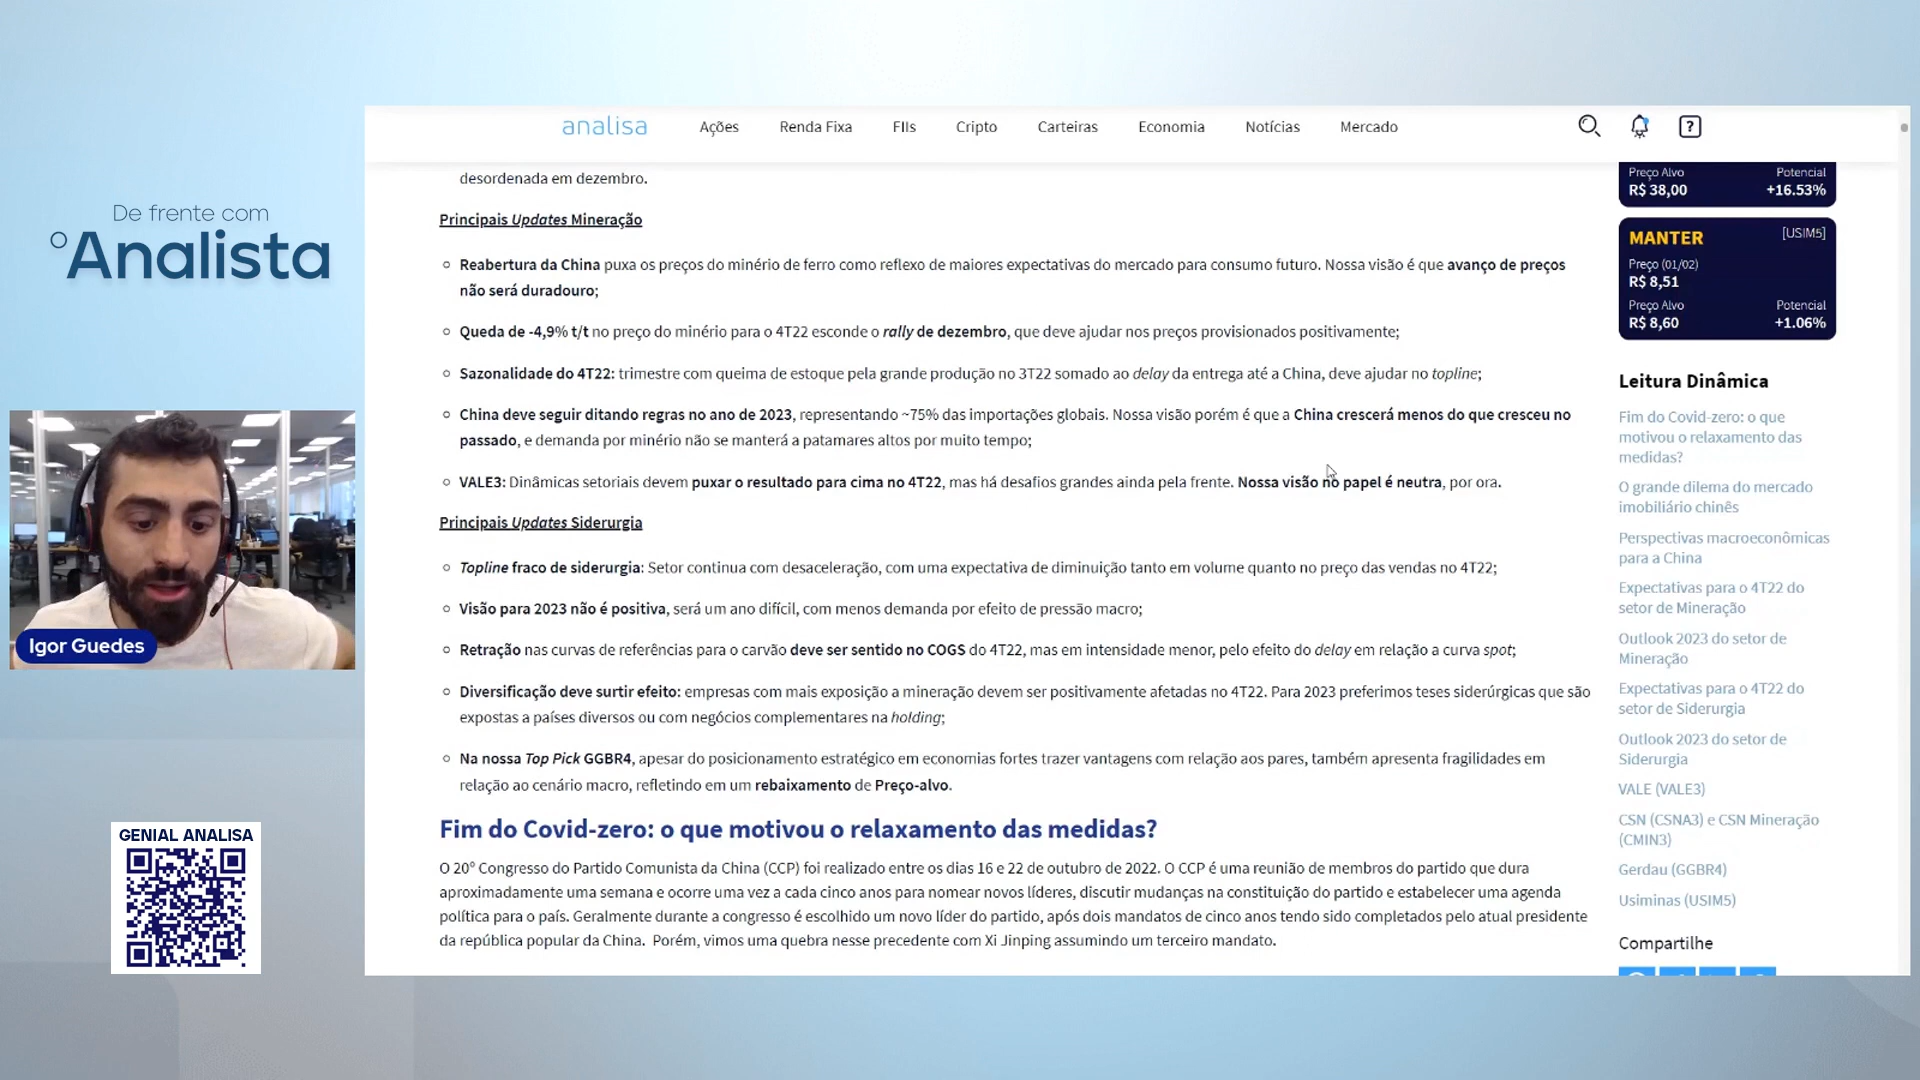 analisa
Ações
Renda Fixa
FIIs
Cripto
Carteiras
Economia
Notícias
Mercado
?
De frente com
Analista
Igor Guedes
GENIAL ANALISA
desordenada em dezembro.
Principais Updates Mineração
Reabertura da China puxa os preços do minério de ferro como reflexo de maiores expectativas do mercado para consumo futuro. Nossa visão é que avanço de preços
não será duradouro;
Queda de -4,9% t/t no preço do minério para o 4T22 esconde o rally de dezembro, que deve ajudar nos preços provisionados positivamente;
Sazonalidade do 4T22: trimestre com queima de estoque pela grande produção no 3T22 somado ao delay da entrega até a China, deve ajudar no topline;
China deve seguir ditando regras no ano de 2023, representando ~75% das importações globais. Nossa visão porém é que a China crescerá menos do que cresceu no
passado, e demanda por minério não se manterá a patamares altos por muito tempo;
VALE3: Dinâmicas setoriais devem puxar o resultado para cima no 4T22, mas há desafios grandes ainda pela frente. Nossa visão no papel é neutra, por ora.
Principais Updates Siderurgia
Topline fraco de siderurgia: Setor continua com desaceleração, com uma expectativa de diminuição tanto em volume quanto no preço das vendas no 4T22;
Visão para 2023 não é positiva, será um ano difícil, com menos demanda por efeito de pressão macro;
Retração nas curvas de referências para o carvão deve ser sentido no COGS do 4T22, mas em intensidade menor, pelo efeito do delay em relação a curva spot;
Diversificação deve surtir efeito: empresas com mais exposição a mineração devem ser positivamente afetadas no 4T22. Para 2023 preferimos teses siderúrgicas que são
expostas a países diversos ou com negócios complementares na holding;
Na nossa Top Pick GGBR4, apesar do posicionamento estratégico em economias fortes trazer vantagens com relação aos pares, também apresenta fragilidades em
relação ao cenário macro, refletindo em um rebaixamento de Preço-alvo.
Fim do Covid-zero: o que motivou o relaxamento das medidas?
O 20º Congresso do Partido Comunista da China (CCP) foi realizado entre os dias 16 e 22 de outubro de 2022. O CCP é uma reunião de membros do partido que dura
aproximadamente uma semana e ocorre uma vez a cada cinco anos para nomear novos líderes, discutir mudanças na constituição do partido e estabelecer uma agenda
política para o país. Geralmente durante a congresso é escolhido um novo líder do partido, após dois mandatos de cinco anos tendo sido completados pelo atual presidente
da república popular da China. Porém, vimos uma quebra nesse precedente com Xi Jinping assumindo um terceiro mandato.
Preço Alvo
Potencial
R$ 38,00
+16.53%
MANTER
[USIM5]
Preço (01/02)
R$ 8,51
Preço Alvo
Potencial
R$ 8,60
+1.06%
Leitura Dinâmica
Fim do Covid-zero: o que
motivou o relaxamento das
medidas?
O grande dilema do mercado
imobiliário chinês
Perspectivas macroeconômicas
para a China
Expectativas para o 4T22 do
setor de Mineração
Outlook 2023 do setor de
Mineração
Expectativas para o 4T22 do
setor de Siderurgia
Outlook 2023 do setor de
Siderurgia
VALE (VALE3)
CSN (CSNA3) e CSN Mineração
(CMIN3)
Gerdau (GGBR4)
Usiminas (USIM5)
Compartilhe